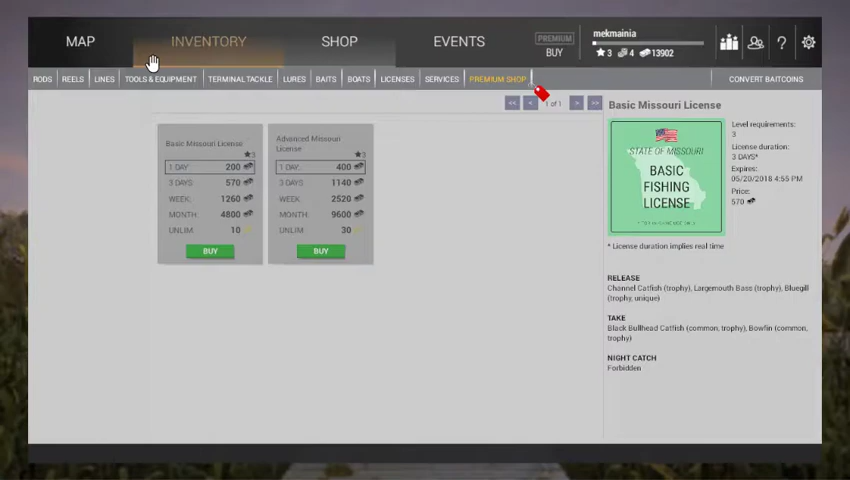 MAP INVENTORY SHOP EVENTS PREMIUM BUY mekmainia
3 4 13902
RODS REELS LINES TOOLS & EQUIPMENT TERMINAL TACKLE LURES BAITS BOATS LICENSES SERVICES PREMIUM SHOP CONVERT BAITCOINS
<< < 1 of 1 > >>
Basic Missouri License
3
1 DAY: 200
3 DAYS: 570
WEEK: 1260
MONTH: 4800
UNLIM: 10
BUY
Advanced Missouri
License
3
1 DAY: 400
3 DAYS: 1140
WEEK: 2520
MONTH: 9600
UNLIM: 30
BUY
Basic Missouri License
STATE OF MISSOURI
BASIC
FISHING
LICENSE
Level requirements:
3
License duration:
3 DAYS*
Expires:
05/20/2018 4:55 PM
Price:
570
* License duration implies real time
RELEASE
Channel Catfish (trophy), Largemouth Bass (trophy), Bluegill
(trophy, unique)
TAKE
Black Bullhead Catfish (common, trophy), Bowfin (common,
trophy)
NIGHT CATCH
Forbidden